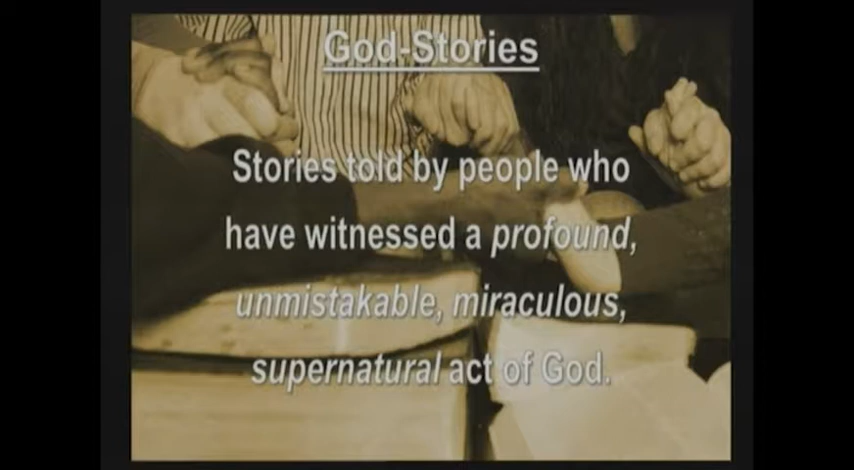 God-Stories
Stories told by people who
have witnessed a profound,
unmistakable, miraculous,
supernatural act of God.